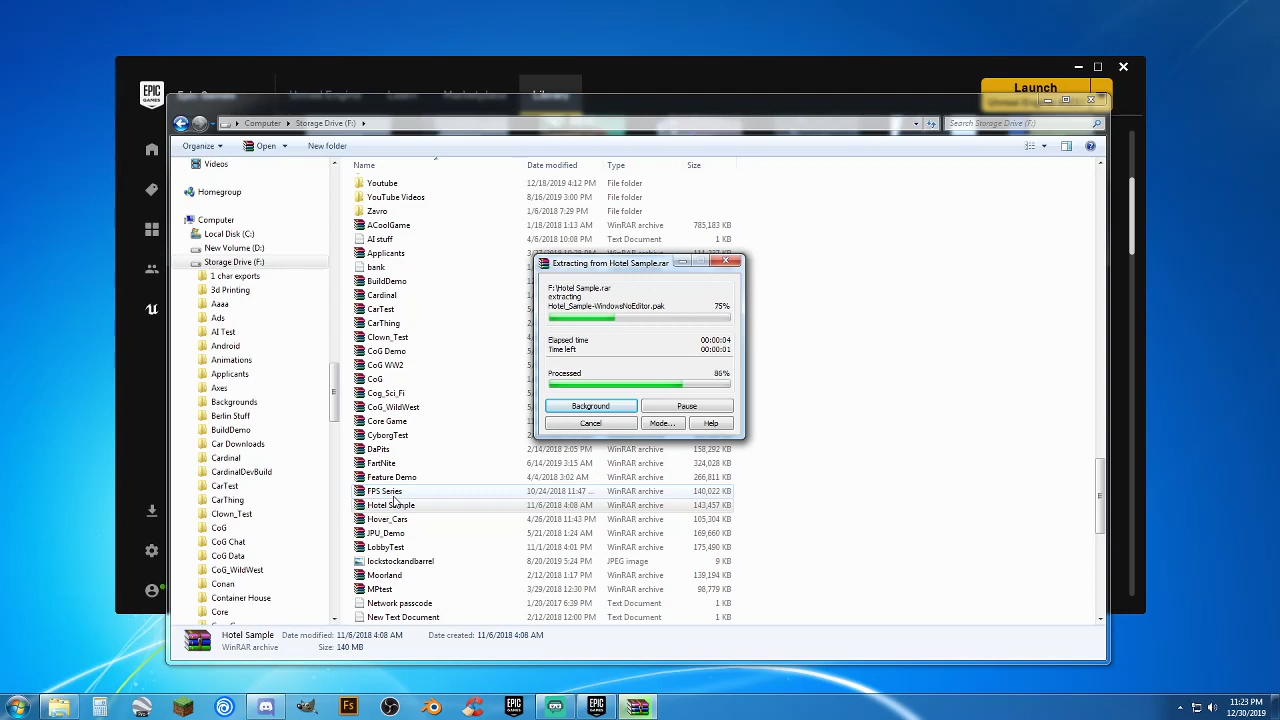 EPIC
GAMES
Launch
Computer
Storage Drive (F:)
Search Storage Drive (F:)
Organize
Open
New folder
Name
Date modified
Type
Size
Videos
Homegroup
Computer
Local Disk (C:)
New Volume (D:)
Storage Drive (F:)
1 char exports
3d Printing
Aaaa
Ads
AI Test
Android
Animations
Applicants
Axes
Backgrounds
Berlin Stuff
BuildDemo
Car Downloads
Cardinal
CardinalDevBuild
CarTest
CarThing
Clown_Test
CoG
CoG Chat
CoG Data
CoG_WildWest
Conan
Container House
Core
Youtube 12/18/2019 4:12 PM File folder
YouTube Videos 8/16/2019 3:00 PM File folder
Zavro 1/6/2018 7:29 PM File folder
ACoolGame 1/18/2018 1:13 AM WinRAR archive 785,183 KB
AI stuff 4/6/2018 10:08 PM Text Document 1 KB
Applicants
bank
BuildDemo
Cardinal
CarTest
CarThing
Clown_Test
CoG Demo
CoG WW2
CoG
Cog_Sci_Fi
CoG_WildWest
Core Game
CyborgTest
DaPits 2/14/2018 2:05 PM WinRAR archive 158,292 KB
FartNite 6/14/2019 3:15 AM WinRAR archive 324,028 KB
Feature Demo 4/4/2018 3:02 AM WinRAR archive 266,811 KB
FPS Series 10/24/2018 11:47 ... WinRAR archive 140,022 KB
Hotel Sample 11/6/2018 4:08 AM WinRAR archive 143,457 KB
Hover_Cars 4/26/2018 11:43 PM WinRAR archive 105,304 KB
JPU_Demo 5/21/2018 1:24 AM WinRAR archive 169,660 KB
LobbyTest 11/1/2018 4:01 PM WinRAR archive 175,490 KB
lockstockandbarrel 8/20/2019 5:24 PM JPEG image 9 KB
Moorland 2/12/2018 1:17 PM WinRAR archive 139,194 KB
MPtest 3/29/2018 12:30 PM WinRAR archive 98,779 KB
Network passcode 1/20/2017 6:39 PM Text Document 1 KB
New Text Document 2/12/2018 12:00 PM Text Document 1 KB
Extracting from Hotel Sample.rar
F:\Hotel Sample.rar
extracting
Hotel_Sample-WindowsNoEditor.pak 75%
Elapsed time 00:00:04
Time left 00:00:01
Processed 86%
Background
Pause
Cancel
Mode...
Help
Hotel Sample Date modified: 11/6/2018 4:08 AM Date created: 11/6/2018 4:08 AM
WinRAR archive Size: 140 MB
Pro
Fs
EPIC
GAMES
EPIC
GAMES
11:23 PM
12/30/2019